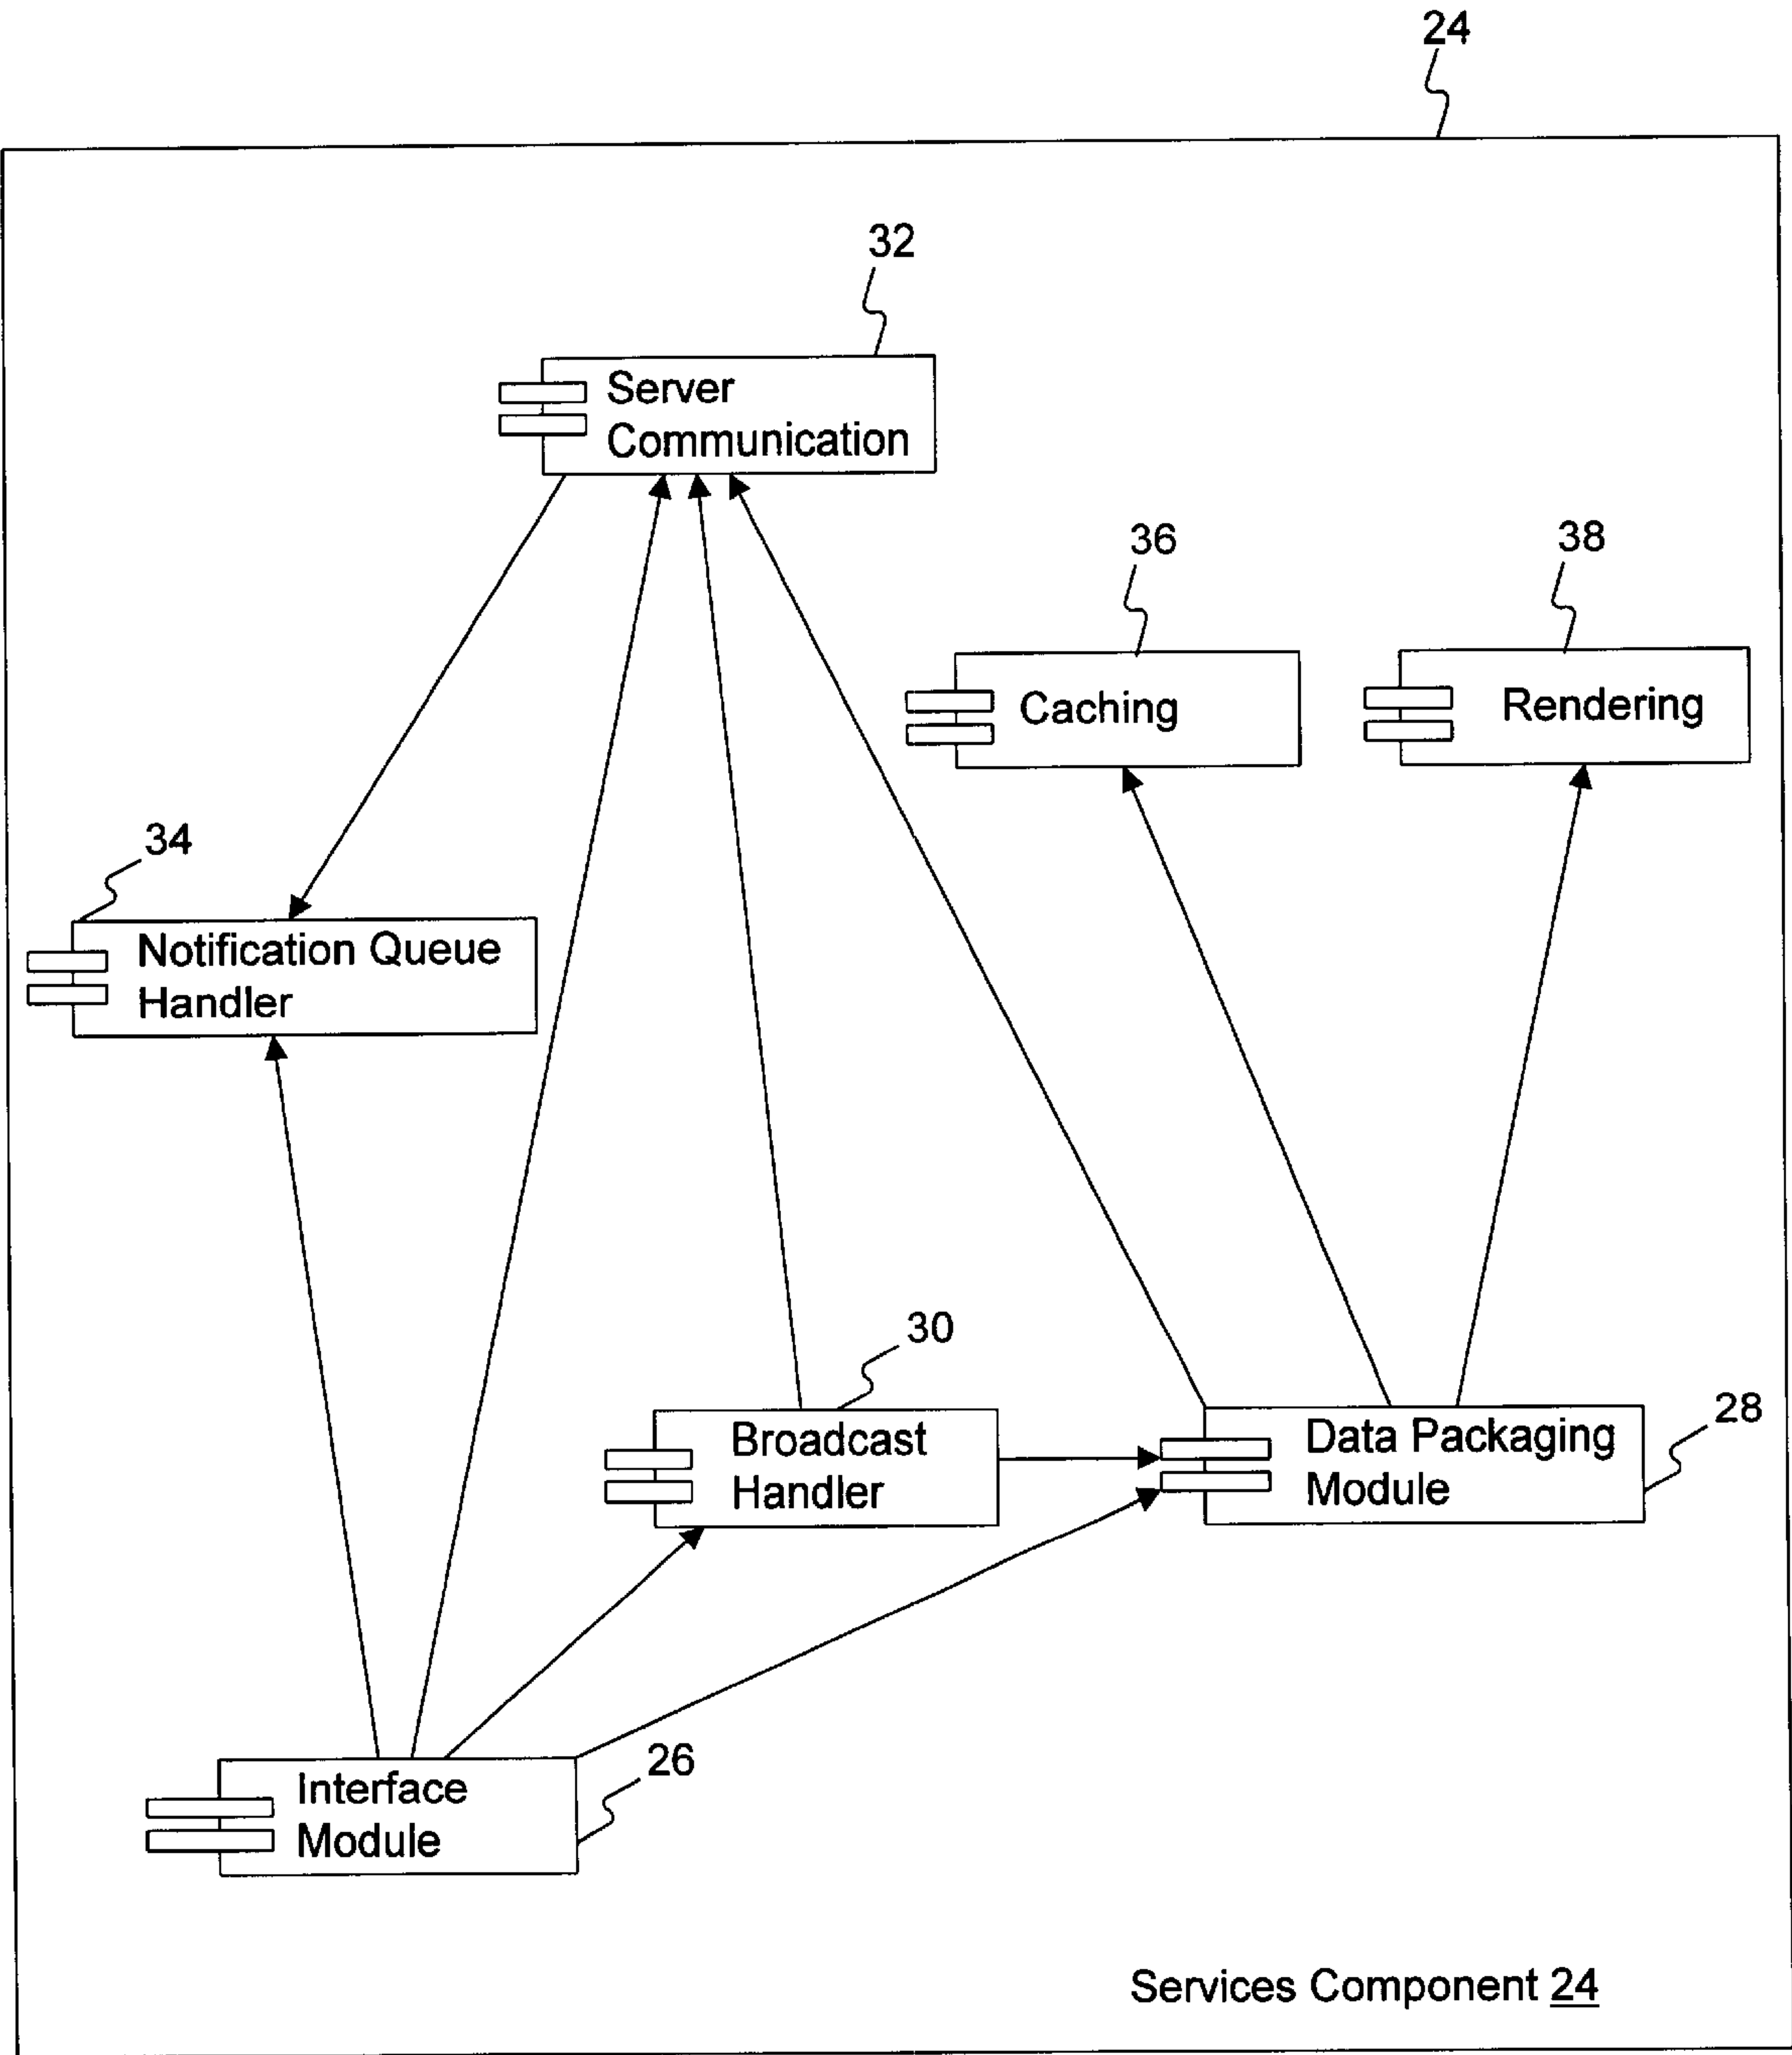 24
32
Server
Communication
36
38
Caching
Rendering
34
Notification Queue
Handler
30
Broadcast
Handler
28
Data Packaging
Module
26
Interface
Module
Services Component 24